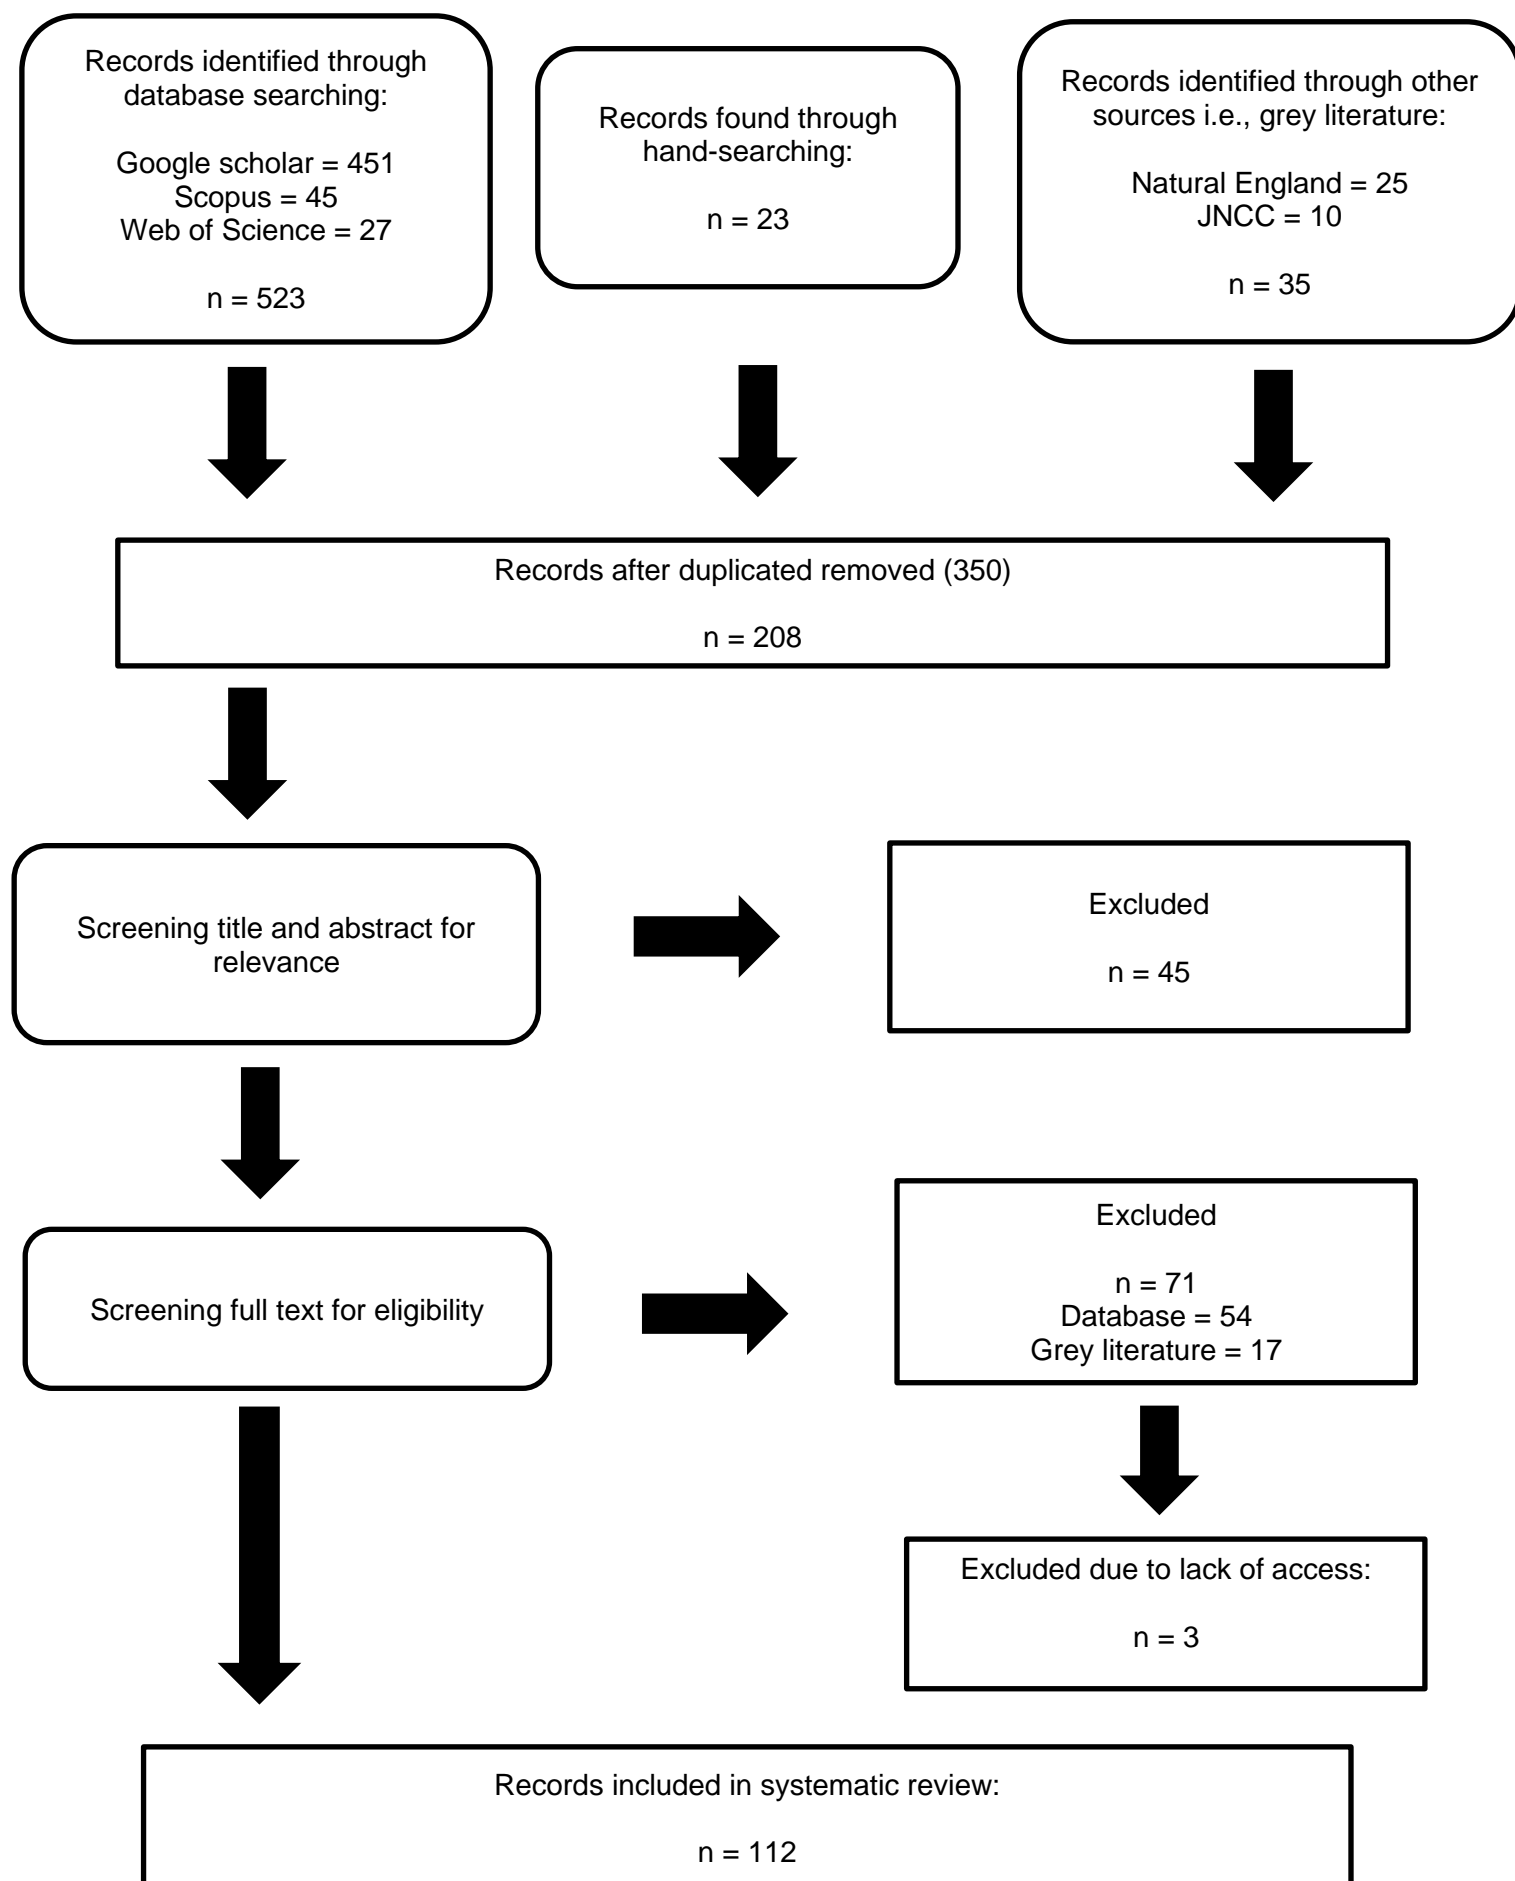 Records identified through
database searching:
Google scholar = 451
Scopus = 45
Web of Science = 27
n = 523
Records found through
hand-searching:
n = 23
Records identified through other
sources i.e., grey literature:
Natural England = 25
JNCC = 10
n = 35
Records after duplicated removed (350)
n = 208
Screening title and abstract for
relevance
Excluded
n = 45
Screening full text for eligibility
Excluded
n = 71
Database = 54
Grey literature = 17
Excluded due to lack of access:
n = 3
Records included in systematic review:
n = 112